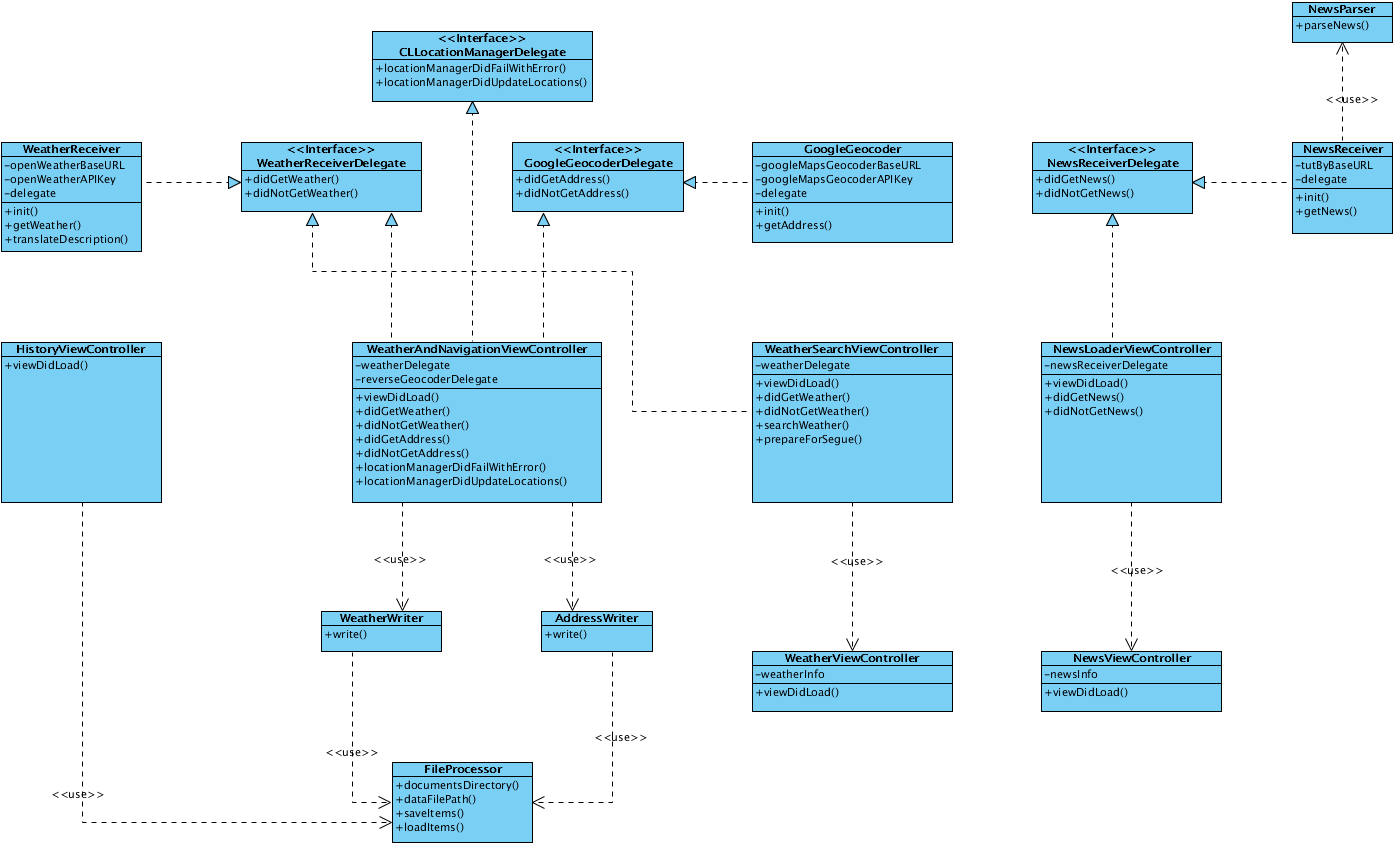 NewsParser
+parseNews()
<<use>>
<<Interface>>
CLLocationManagerDelegate
+locationManagerDidFailWithError()
+locationManagerDidUpdateLocations()
WeatherReceiver
-openWeatherBaseURL
-openWeatherAPIKey
-delegate
+init()
+getWeather()
+translateDescription()
<<Interface>>
WeatherReceiverDelegate
+didGetWeather()
+didNotGetWeather()
<<Interface>>
GoogleGeocoderDelegate
+didGetAddress()
+didNotGetAddress()
GoogleGeocoder
-googleMapsGeocoderBaseURL
-googleMapsGeocoderAPIKey
-delegate
+init()
+getAddress()
<<Interface>>
NewsReceiverDelegate
+didGetNews()
+didNotGetNews()
NewsReceiver
-tutByBaseURL
-delegate
+init()
+getNews()
HistoryViewController
+viewDidLoad()
WeatherAndNavigationViewController
-weatherDelegate
-reverseGeocoderDelegate
+viewDidLoad()
+didGetWeather()
+didNotGetWeather()
+didGetAddress()
+didNotGetAddress()
+locationManagerDidFailWithError()
+locationManagerDidUpdateLocations()
WeatherSearchViewController
-weatherDelegate
+viewDidLoad()
+didGetWeather()
+didNotGetWeather()
+searchWeather()
+prepareForSegue()
NewsLoaderViewController
-newsReceiverDelegate
+viewDidLoad()
+didGetNews()
+didNotGetNews()
<<use>>
<<use>>
<<use>>
<<use>>
WeatherWriter
+write()
AddressWriter
+write()
WeatherViewController
-weatherInfo
+viewDidLoad()
NewsViewController
-newsInfo
+viewDidLoad()
<<use>>
<<use>>
<<use>>
FileProcessor
+documentsDirectory()
+dataFilePath()
+saveItems()
+loadItems()